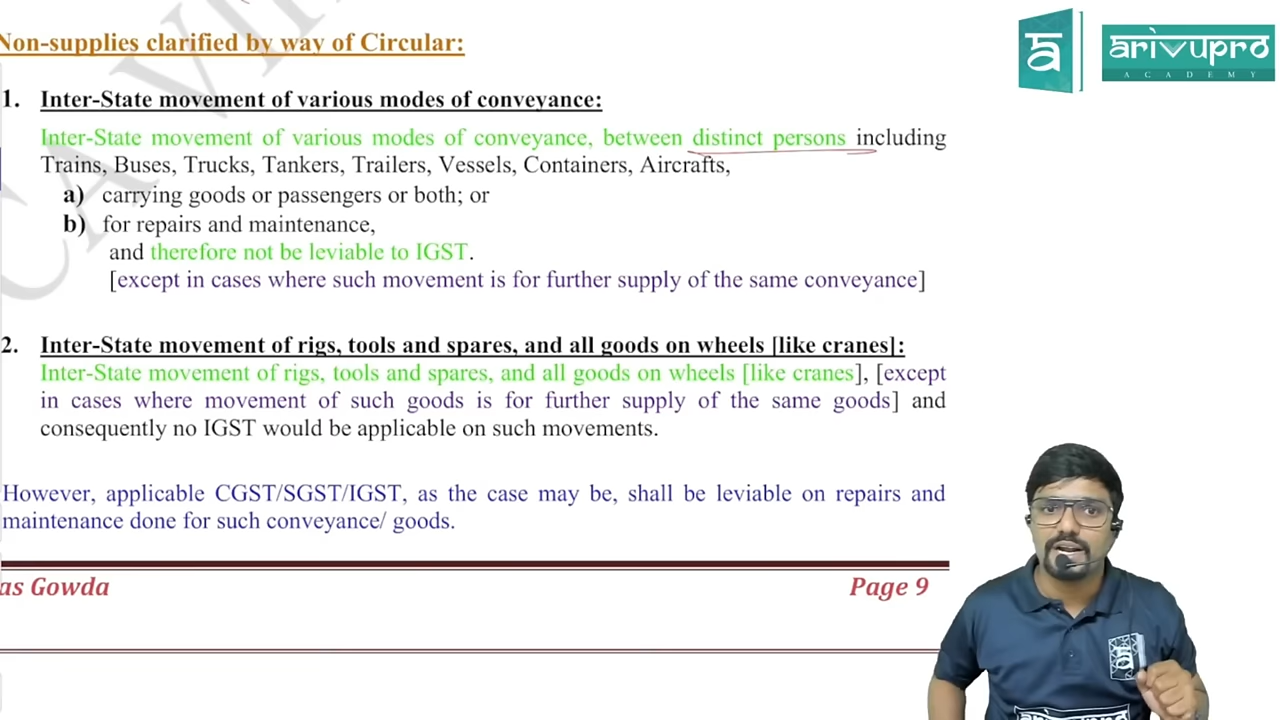 Non-supplies clarified by way of Circular:
arivupro
ACADEMY
1. Inter-State movement of various modes of conveyance:
Inter-State movement of various modes of conveyance, between distinct persons including
Trains, Buses, Trucks, Tankers, Trailers, Vessels, Containers, Aircrafts,
a) carrying goods or passengers or both; or
b) for repairs and maintenance,
and therefore not be leviable to IGST.
[except in cases where such movement is for further supply of the same conveyance]
2. Inter-State movement of rigs, tools and spares, and all goods on wheels [like cranes]:
Inter-State movement of rigs, tools and spares, and all goods on wheels [like cranes], [except
in cases where movement of such goods is for further supply of the same goods] and
consequently no IGST would be applicable on such movements.
However, applicable CGST/SGST/IGST, as the case may be, shall be leviable on repairs and
maintenance done for such conveyance/ goods.
as Gowda
Page 9